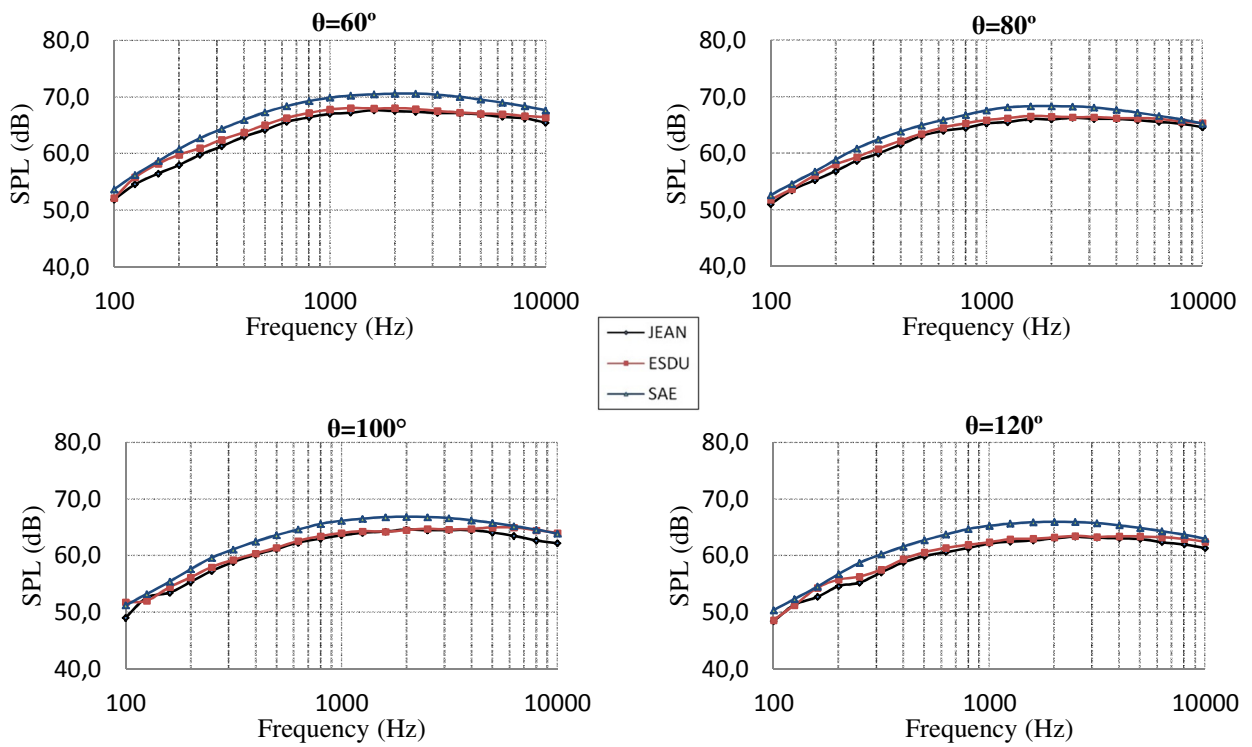 θ=60º
80,0
70,0
60,0
50,0
40,0
SPL (dB)
100
1000
10000
Frequency (Hz)
θ=80º
80,0
70,0
60,0
50,0
40,0
SPL (dB)
100
1000
10000
Frequency (Hz)
JEAN
ESDU
SAE
θ=100°
80,0
70,0
60,0
50,0
40,0
SPL (dB)
100
1000
10000
Frequency (Hz)
θ=120º
80,0
70,0
60,0
50,0
40,0
SPL (dB)
100
1000
10000
Frequency (Hz)